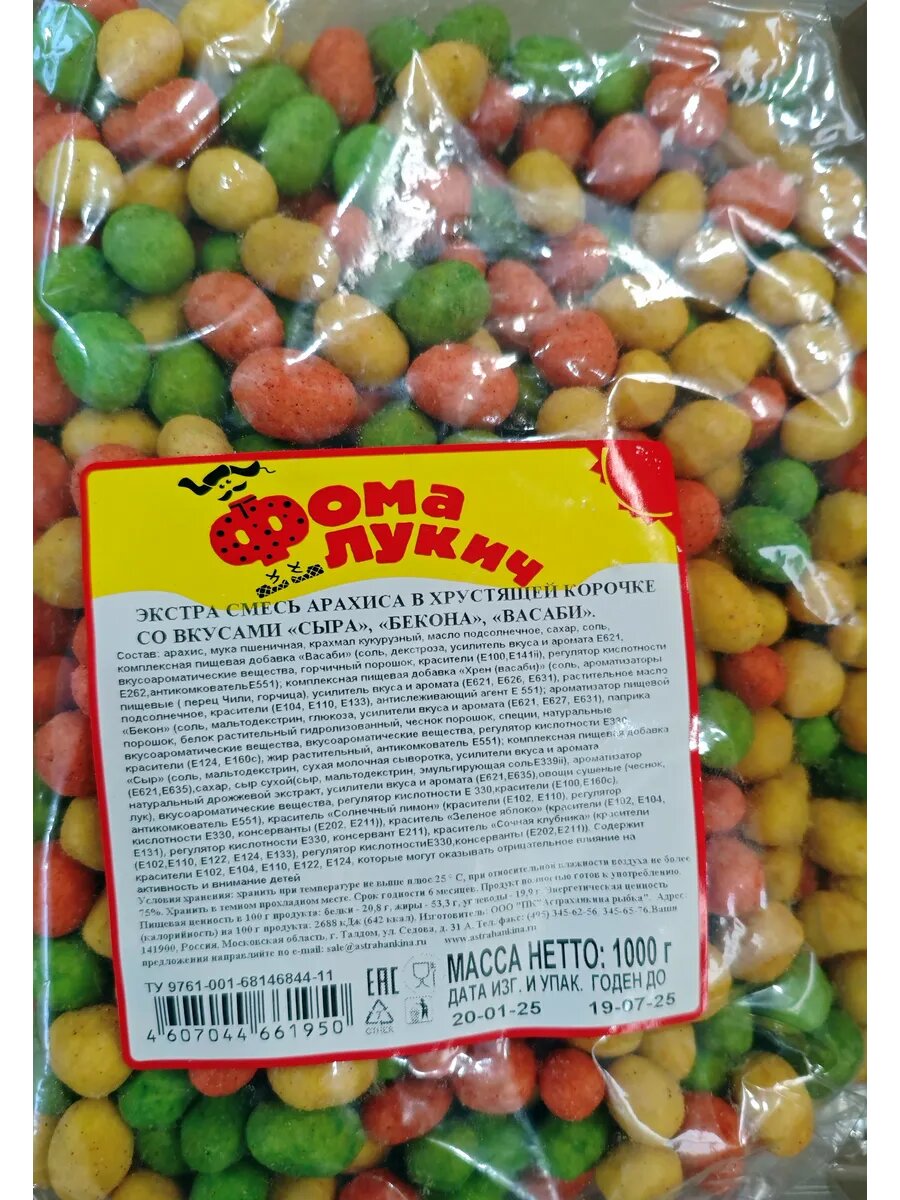 Фома
Лукич
ЭКСТРА СМЕСЬ АРАХИСА В ХРУСТЯЩЕЙ КОРОЧКЕ
СО ВКУСАМИ «СЫРА», «БЕКОНА», «ВАСАБИ».
Состав: арахис, мука пшеничная, крахмал кукурузный, масло подсолнечное, сахар, соль,
комплексная пищевая добавка «Васаби» (соль, декстроза, усилитель вкуса и аромата Е621,
вкусоароматические вещества, горчичный порошок, красители (Е100,Е141ii), регулятор кислотности
Е262,антикомковательЕ551); комплексная пищевая добавка «Хрен (васаби)» (соль, ароматизаторы
пищевые ( перец Чили, горчица), усилитель вкуса и аромата (Е621, Е626, Е631), растительное масло
подсолнечное, красители (Е104, Е110, Е133), антислеживающий агент Е 551); ароматизатор пищевой
«Бекон» (соль, мальтодекстрин, глюкоза, усилители вкуса и аромата (Е621, Е627, Е631), паприка
порошок, белок растительный гидролизованный, чеснок порошок, специи, натуральные
вкусоароматические вещества, вкусоароматические вещества, регулятор кислотности Е330,
красители (Е124, Е160с), жир растительный, антикомкователь Е551); комплексная пищевая добавка
«Сыр» (соль, мальтодекстрин, сухая молочная сыворотка, усилители вкуса и аромата
(Е621,Е635),сахар, сыр сухой(сыр, мальтодекстрин, эмульгирующая сольЕ339ii), ароматизатор
натуральный дрожжевой экстракт, усилители вкуса и аромата (Е621,Е635),овощи сушеные (чеснок,
лук), вкусоароматические вещества, регулятор кислотности Е 330,красители (Е100,Е160с),
антикомкователь Е551), краситель «Солнечный лимон» (красители (Е102, Е110), регулятор
кислотности Е330, консерванты (Е202, Е211)), краситель «Зеленое яблоко» (красители (Е102, Е104,
Е131), регулятор кислотности Е330, консервант Е211), краситель «Сочная клубника» (красители
(Е102,Е110, Е122, Е124, Е133), регулятор кислотностиЕ330,консерванты (Е202,Е211)). Содержит
красители Е102, Е104, Е110, Е122, Е124, которые могут оказывать отрицательное влияние на
активность и внимание детей
Условия хранения: хранить при температуре не выше плюс 25° С, при относительной влажности воздуха не более
75%. Хранить в темном прохладном месте. Срок годности 6 месяцев. Продукт полностью готов к употреблению.
Пищевая ценность в 100 г продукта: белки - 20,8 г, жиры - 53,3 г, углеводы - 19,9 г. Энергетическая ценность
(калорийность) на 100 г продукта: 2688 кДж (642 ккал). Изготовитель: ООО "ПК"Астраханкина рыбка". Адрес:
141900, Россия, Московская область, г. Талдом, ул. Седова, д. 31 А. Тел. факс: (495) 345-62-56, 345-65-76.Ваши
предложения направляйте по e-mail: sale@astrahankina.ru www.astrahankina.ru
ТУ 9761-001-68146844-11
4 607044 661950
EAC
7
OTHER
МАССА НЕТТО: 1000 г
ДАТА ИЗГ. И УПАК. ГОДЕН ДО
20-01-25 19-07-25